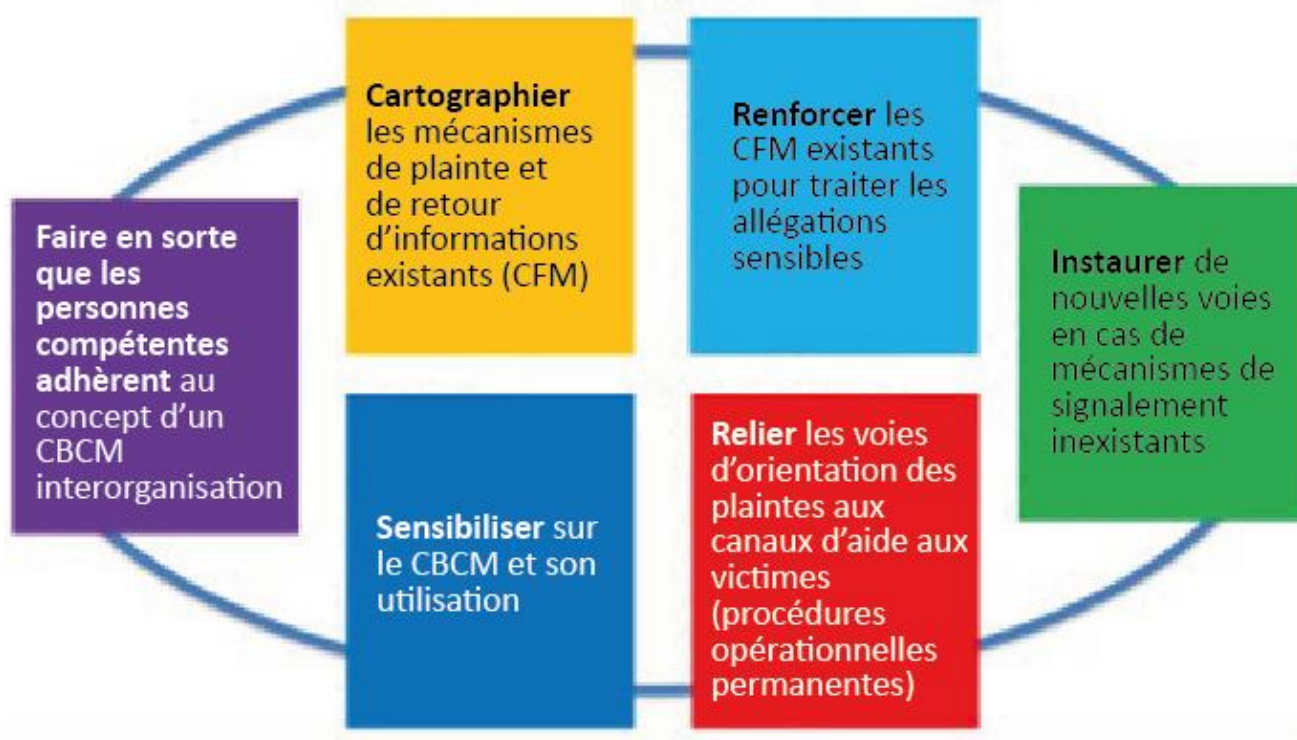 Faire en sorte
que les
personnes
compétentes
adhèrent au
concept d’un
CBCM
interorganisation
Cartographier
les mécanismes
de plainte et
de retour
d’informations
existants (CFM)
Renforcer les
CFM existants
pour traiter les
allégations
sensibles
Instaurer de
nouvelles voies
en cas de
mécanismes de
signalement
inexistants
Relier les voies
d’orientation des
plaintes aux
canaux d’aide aux
victimes
(procédures
opérationnelles
permanentes)
Sensibiliser sur
le CBCM et son
utilisation